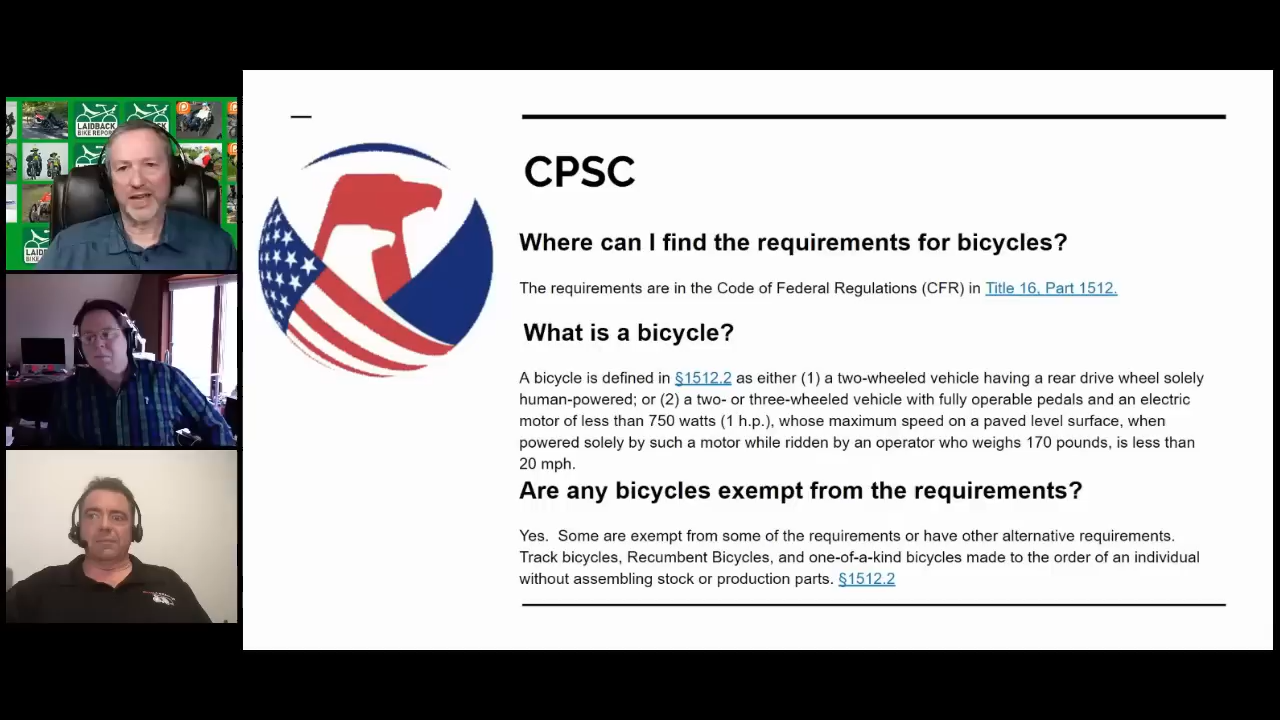 LAIDBACK
BIKE REPORT
LAIDBACK
CPSC
Where can I find the requirements for bicycles?
The requirements are in the Code of Federal Regulations (CFR) in Title 16, Part 1512.
What is a bicycle?
A bicycle is defined in §1512.2 as either (1) a two-wheeled vehicle having a rear drive wheel solely
human-powered; or (2) a two- or three-wheeled vehicle with fully operable pedals and an electric
motor of less than 750 watts (1 h.p.), whose maximum speed on a paved level surface, when
powered solely by such a motor while ridden by an operator who weighs 170 pounds, is less than
20 mph.
Are any bicycles exempt from the requirements?
Yes.  Some are exempt from some of the requirements or have other alternative requirements.
Track bicycles, Recumbent Bicycles, and one-of-a-kind bicycles made to the order of an individual
without assembling stock or production parts. §1512.2